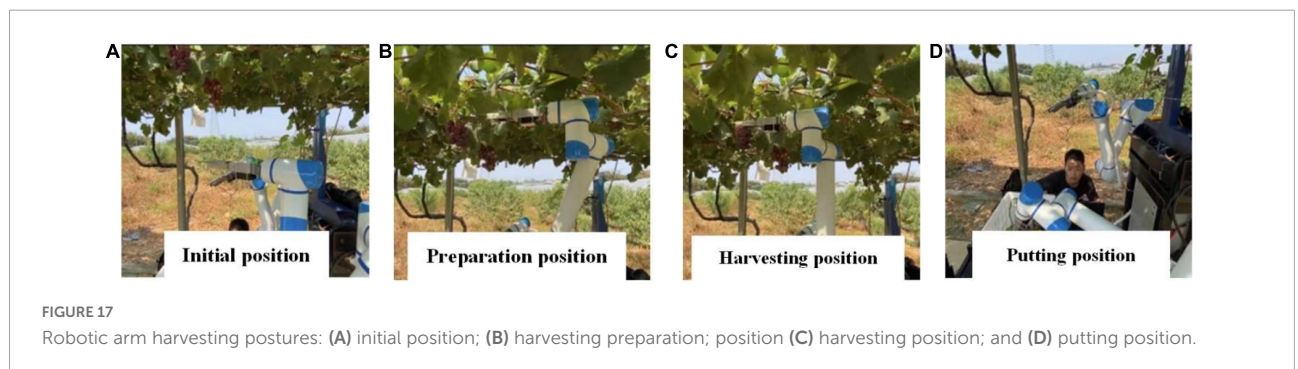 A
B
C
D
Initial position
Preparation position
Harvesting position
Putting position
FIGURE 17
Robotic arm harvesting postures: (A) initial position; (B) harvesting preparation; position (C) harvesting position; and (D) putting position.